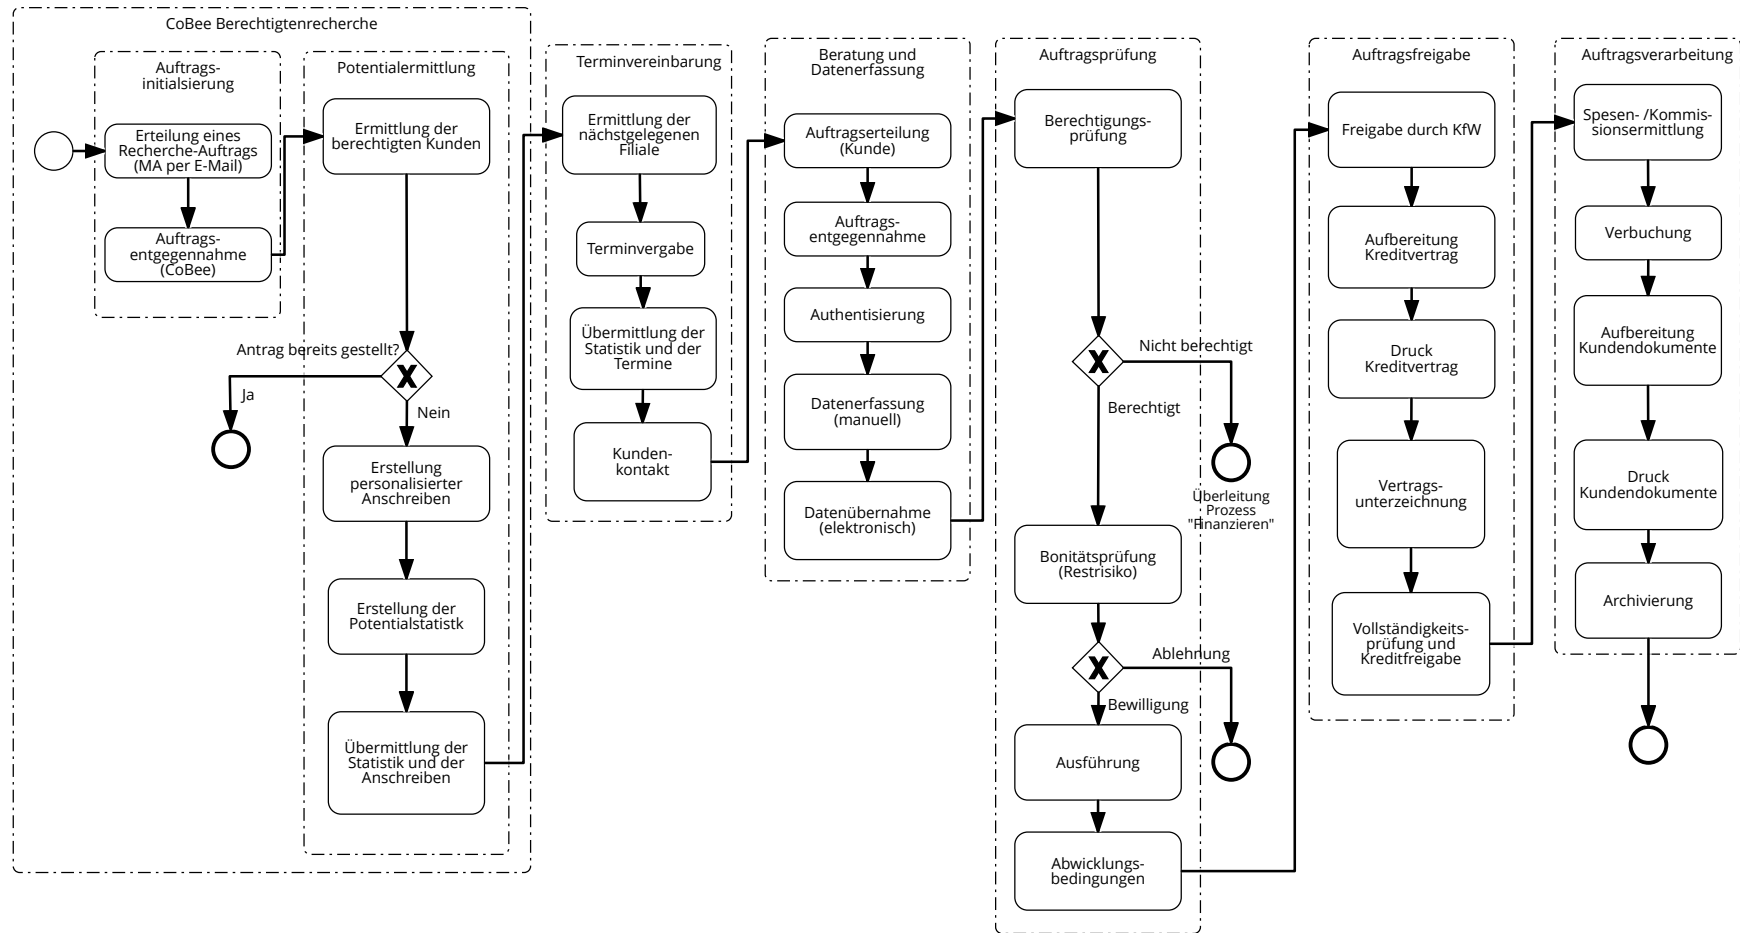 CoBee Berechtigtenrecherche
Auftrags-
initialsierung
Erteilung eines
Recherche-Auftrags
(MA per E-Mail)
Auftrags-
entgegennahme
(CoBee)
Potentialermittlung
Ermittlung der
berechtigten Kunden
Antrag bereits gestellt?
Ja
Nein
Erstellung
personalisierter
Anschreiben
Erstellung der
Potentialstatistk
Übermittlung der
Statistik und der
Anschreiben
Terminvereinbarung
Ermittlung der
nächstgelegenen
Filiale
Terminvergabe
Übermittlung der
Statistik und der
Termine
Kunden-
kontakt
Beratung und
Datenerfassung
Auftragserteilung
(Kunde)
Auftrags-
entgegennahme
Authentisierung
Datenerfassung
(manuell)
Datenübernahme
(elektronisch)
Auftragsprüfung
Berechtigungs-
prüfung
Nicht berechtigt
Berechtigt
Überleitung
Prozess
"Finanzieren"
Bonitätsprüfung
(Restrisiko)
Ablehnung
Bewilligung
Ausführung
Abwicklungs-
bedingungen
Auftragsfreigabe
Freigabe durch KfW
Aufbereitung
Kreditvertrag
Druck
Kreditvertrag
Vertrags-
unterzeichnung
Vollständigkeits-
prüfung und
Kreditfreigabe
Auftragsverarbeitung
Spesen- /Kommis-
sionsermittlung
Verbuchung
Aufbereitung
Kundendokumente
Druck
Kundendokumente
Archivierung